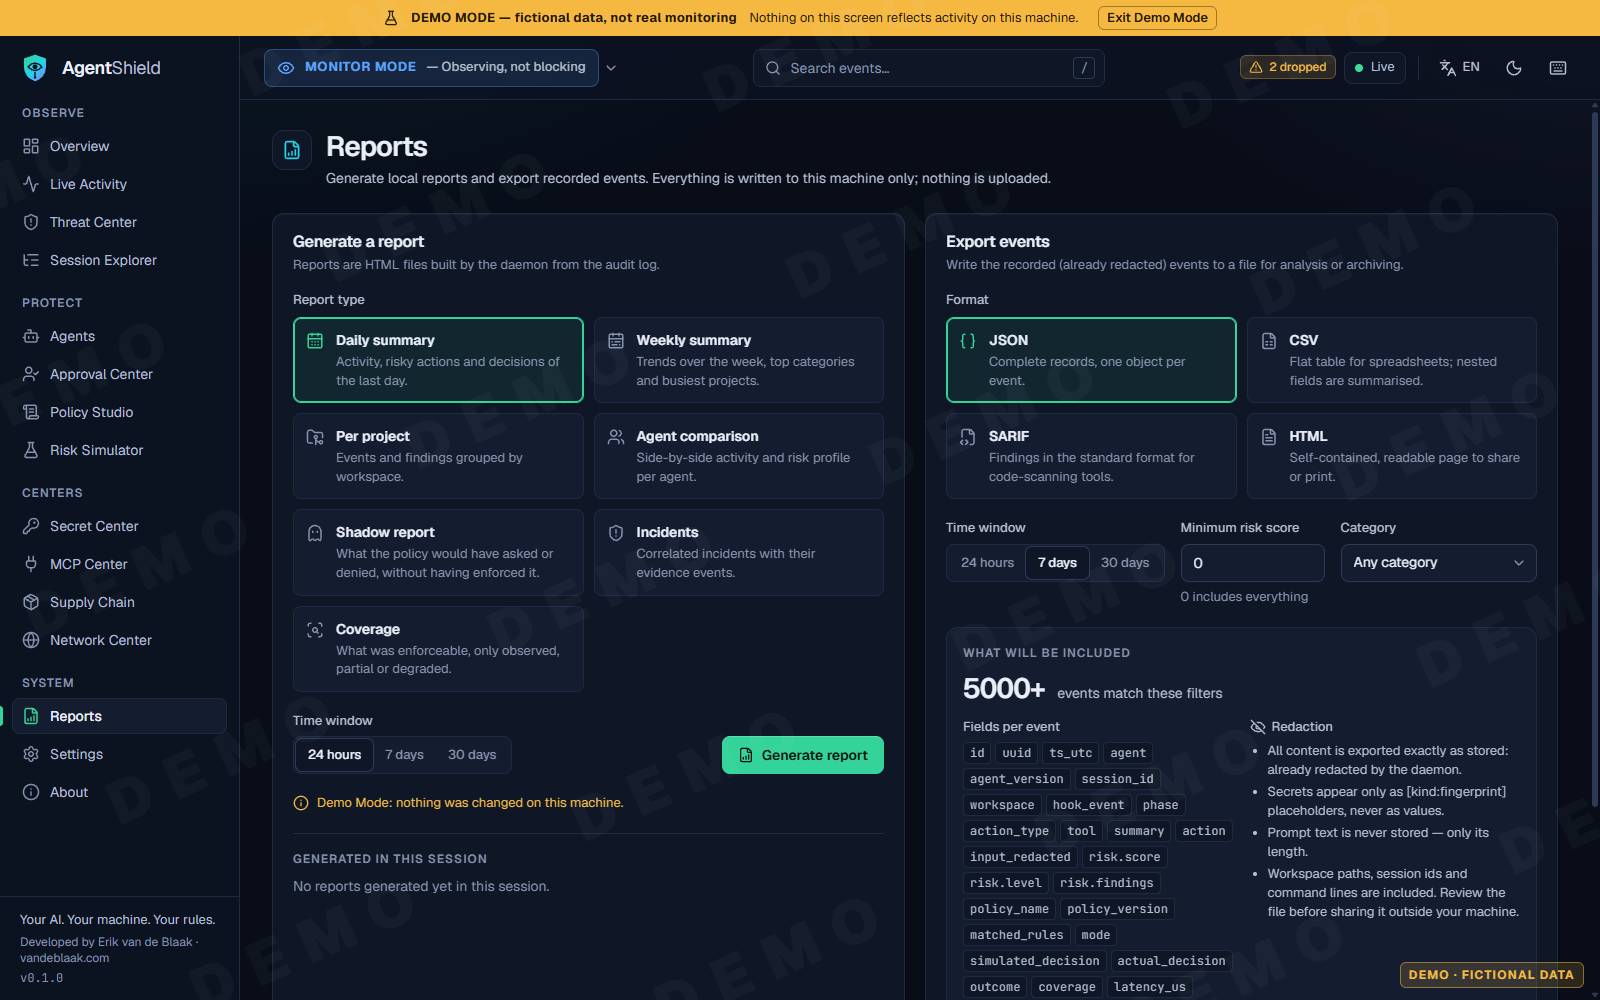 DEMO MODE — fictional data, not real monitoring Nothing on this screen reflects activity on this machine. Exit Demo Mode
AgentShield
MONITOR MODE — Observing, not blocking
Search events... /
2 dropped
Live
EN
OBSERVE
Overview
Live Activity
Threat Center
Session Explorer
PROTECT
Agents
Approval Center
Policy Studio
Risk Simulator
CENTERS
Secret Center
MCP Center
Supply Chain
Network Center
SYSTEM
Reports
Settings
About
Your AI. Your machine. Your rules.
Developed by Erik van de Blaak ·
vandeblaak.com
v0.1.0
Reports
Generate local reports and export recorded events. Everything is written to this machine only; nothing is uploaded.
Generate a report
Reports are HTML files built by the daemon from the audit log.
Report type
Daily summary
Activity, risky actions and decisions of
the last day.
Weekly summary
Trends over the week, top categories
and busiest projects.
Per project
Events and findings grouped by
workspace.
Agent comparison
Side-by-side activity and risk profile
per agent.
Shadow report
What the policy would have asked or
denied, without having enforced it.
Incidents
Correlated incidents with their
evidence events.
Coverage
What was enforceable, only observed,
partial or degraded.
Time window
24 hours 7 days 30 days
Generate report
Demo Mode: nothing was changed on this machine.
GENERATED IN THIS SESSION
No reports generated yet in this session.
Export events
Write the recorded (already redacted) events to a file for analysis or archiving.
Format
JSON
Complete records, one object per
event.
CSV
Flat table for spreadsheets; nested
fields are summarised.
SARIF
Findings in the standard format for
code-scanning tools.
HTML
Self-contained, readable page to share
or print.
Time window
24 hours 7 days 30 days
Minimum risk score
0
0 includes everything
Category
Any category
WHAT WILL BE INCLUDED
5000+ events match these filters
Fields per event
id uuid ts_utc agent
agent_version session_id
workspace hook_event phase
action_type tool summary action
input_redacted risk.score
risk.level risk.findings
policy_name policy_version
matched_rules mode
simulated_decision actual_decision
outcome coverage latency_us
Redaction
• All content is exported exactly as stored:
already redacted by the daemon.
• Secrets appear only as [kind:fingerprint]
placeholders, never as values.
• Prompt text is never stored — only its
length.
• Workspace paths, session ids and
command lines are included. Review the
file before sharing it outside your machine.
DEMO · FICTIONAL DATA